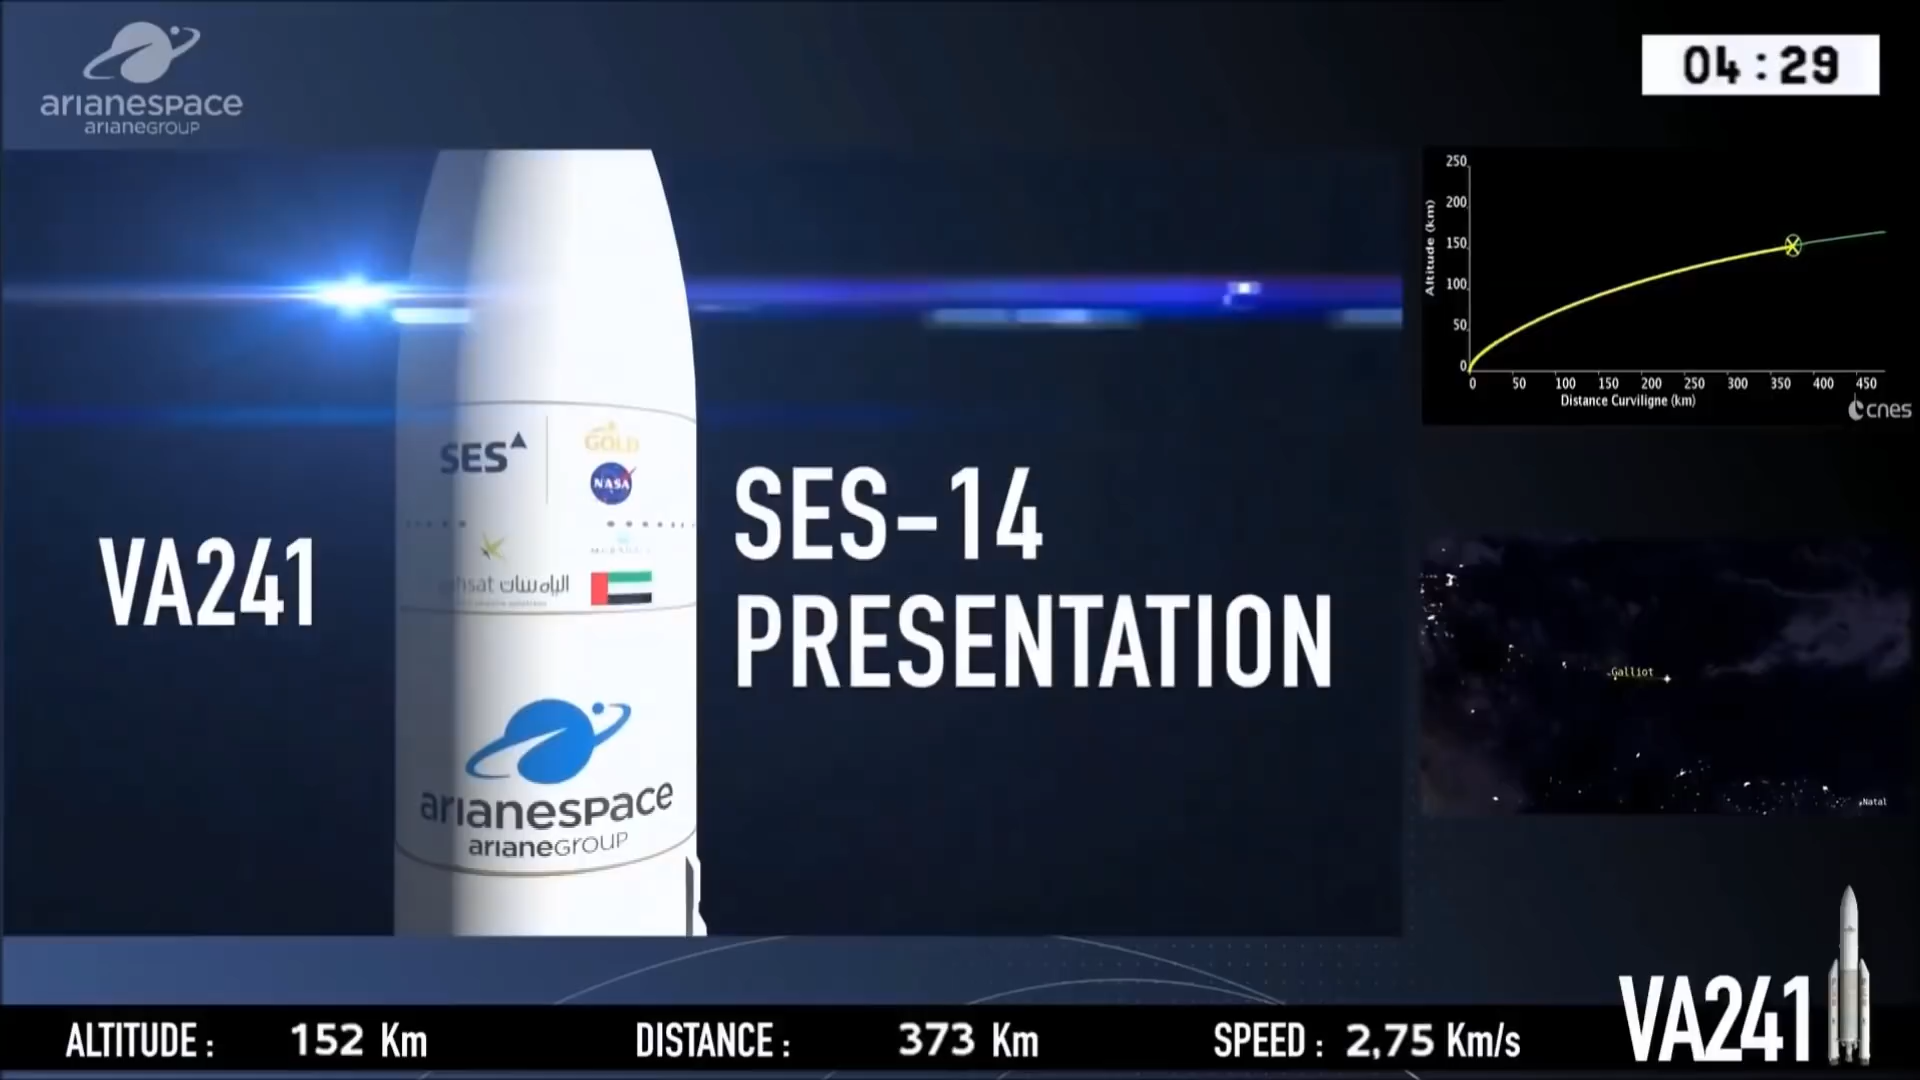 arianespace
arianeGROUP
04:29
250
200
150
100
50
0
Altitude (km)
0 50 100 150 200 250 300 350 400 450
Distance Curviligne (km)
cnes
SES
GOLD
NASA
الياه سات
VA241
SES-14
PRESENTATION
arianespace
arianeGROUP
Galliot
Natal
VA241
ALTITUDE : 152 Km
DISTANCE : 373 Km
SPEED : 2,75 Km/s